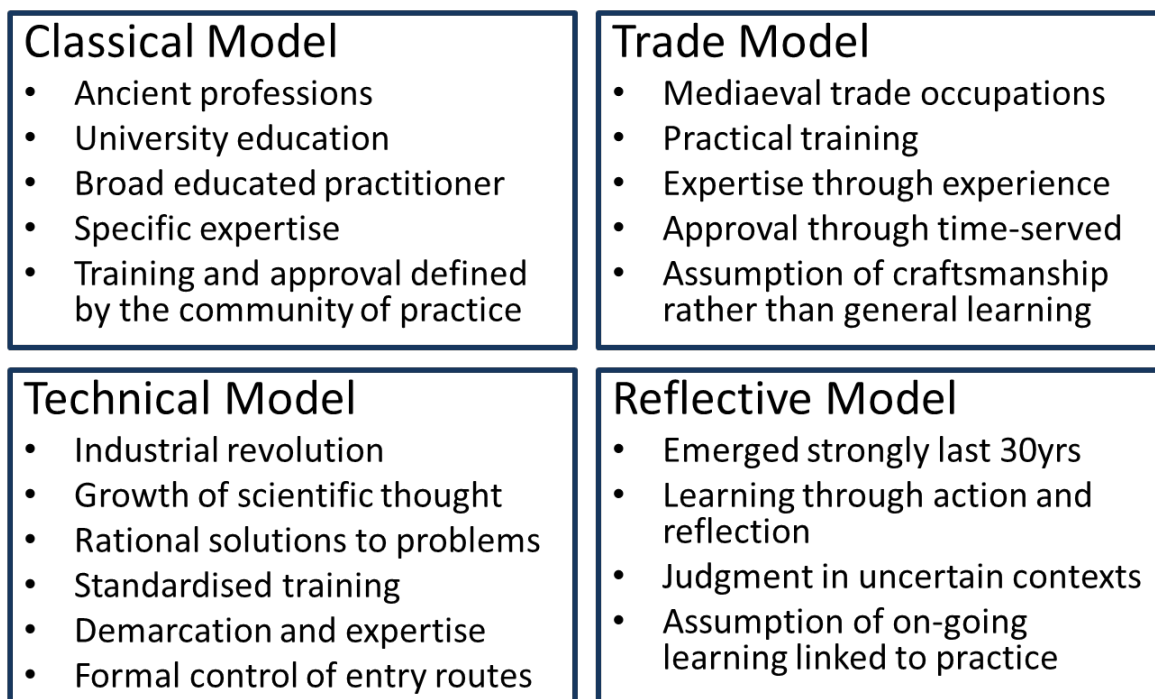 Classical Model
• Ancient professions
• University education
• Broad educated practitioner
• Specific expertise
• Training and approval defined
by the community of practice
Trade Model
• Mediaeval trade occupations
• Practical training
• Expertise through experience
• Approval through time-served
• Assumption of craftsmanship
rather than general learning
Technical Model
• Industrial revolution
• Growth of scientific thought
• Rational solutions to problems
• Standardised training
• Demarcation and expertise
• Formal control of entry routes
Reflective Model
• Emerged strongly last 30yrs
• Learning through action and
reflection
• Judgment in uncertain contexts
• Assumption of on-going
learning linked to practice